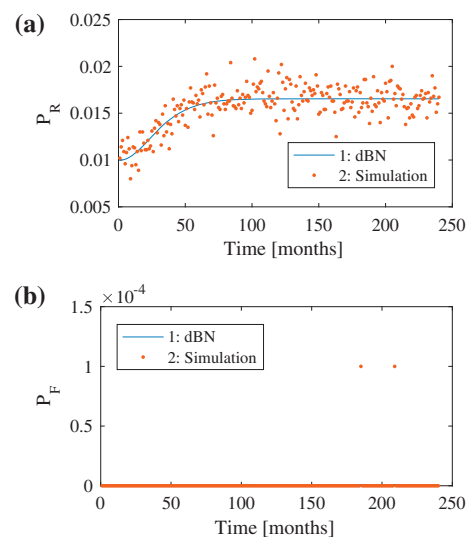 (a)
0.025
0.02
0.015
0.01
0.005
P_R
0 50 100 150 200 250
Time [months]
1: dBN
2: Simulation
(b)
×10^-4
1.5
1
0.5
0
P_F
0 50 100 150 200 250
Time [months]
1: dBN
2: Simulation